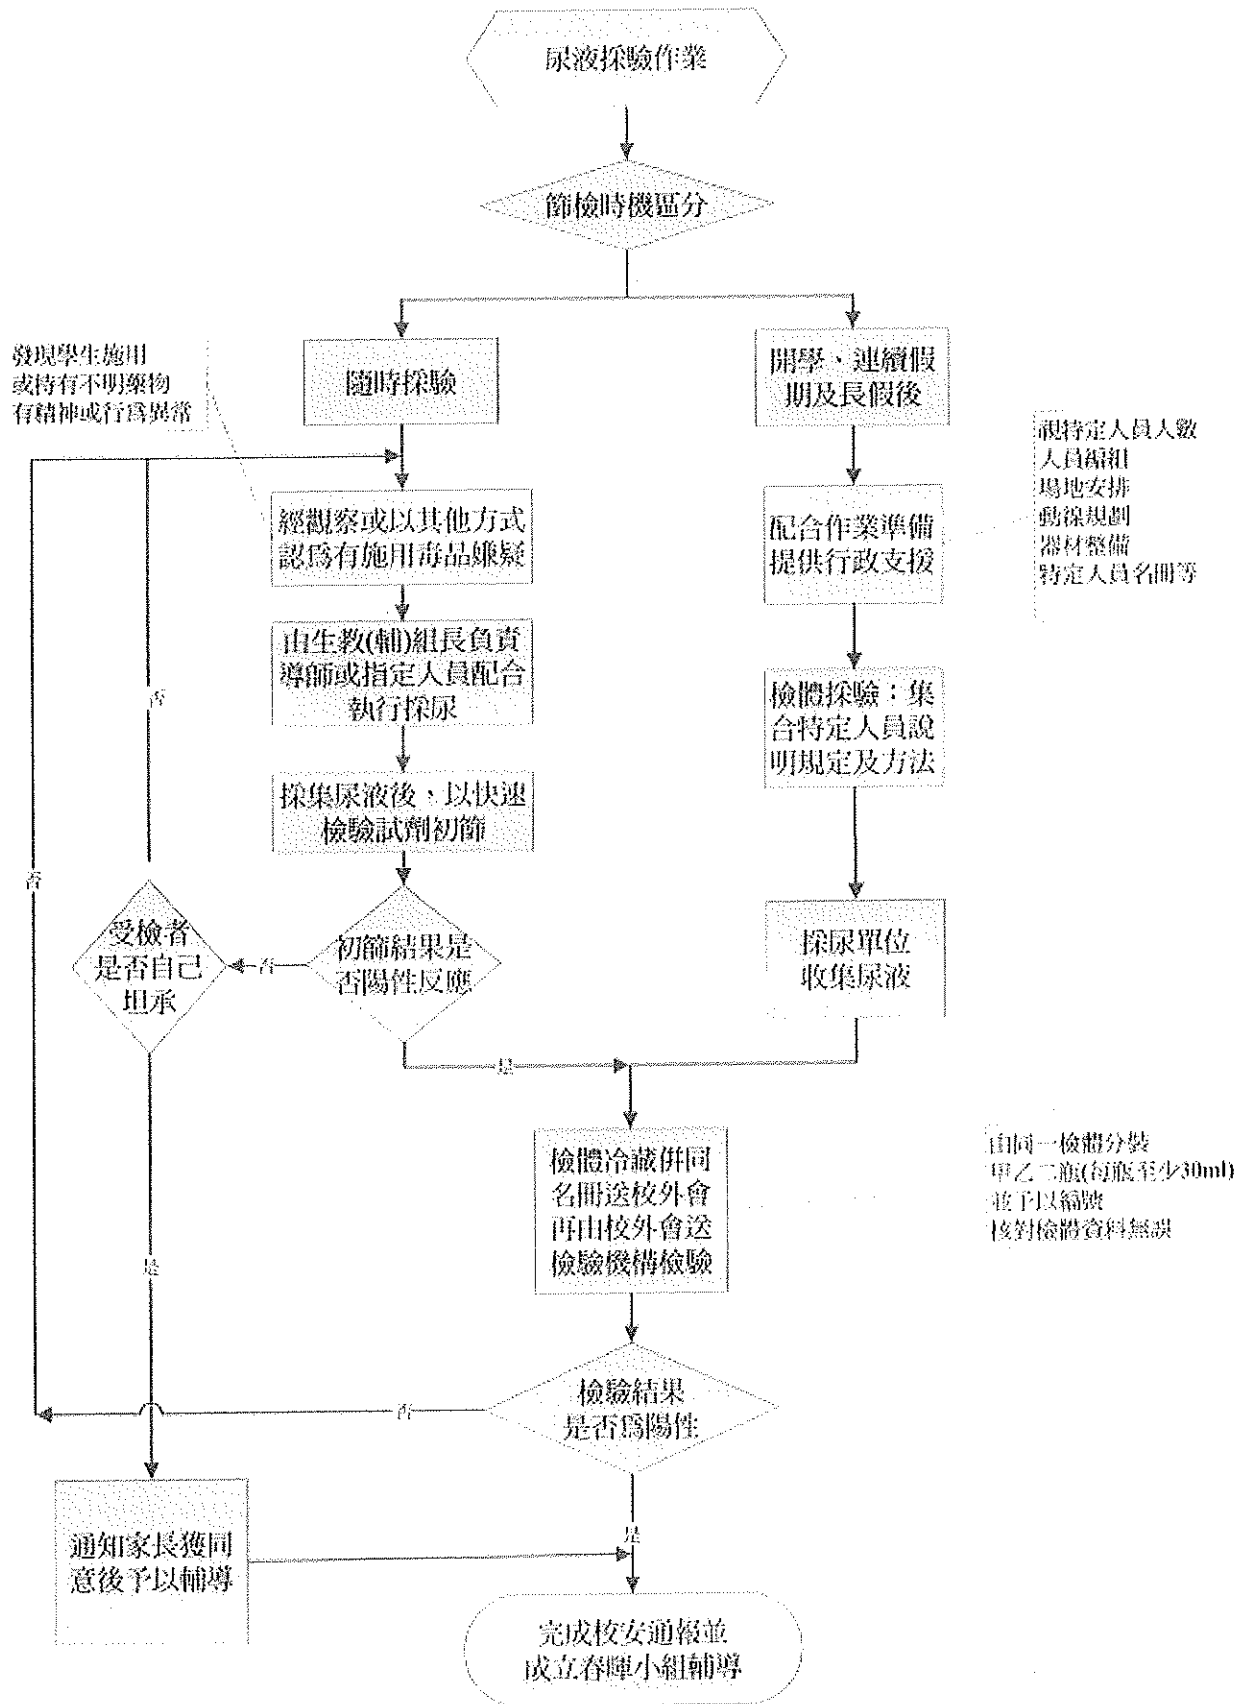 尿液採驗作業
篩檢時機區分
發現學生施用
或持有不明藥物
有精神或行為異常
隨時採驗
開學、連續假
期及長假後
視特定人員人數
人員編組
場地安排
動線規劃
器材整備
特定人員名冊等
經觀察或以其他方式
認為有施用毒品嫌疑
配合作業準備
提供行政支援
由生教(輔)組長負責
導師或指定人員配合
執行採尿
檢體採驗：集
合特定人員說
明規定及方法
否
採集尿液後、以快速
檢驗試劑初篩
否
受檢者
是否自己
坦承
否
初篩結果是
否陽性反應
採尿單位
收集尿液
是
檢體冷藏併同
名冊送校外會
再由校外會送
檢驗機構檢驗
由同一檢體分裝
甲乙二瓶(每瓶至少30ml)
並予以編號
核對檢體資料無誤
是
檢驗結果
是否為陽性
否
是
通知家長獲同
意後予以輔導
完成校安通報並
成立春暉小組輔導